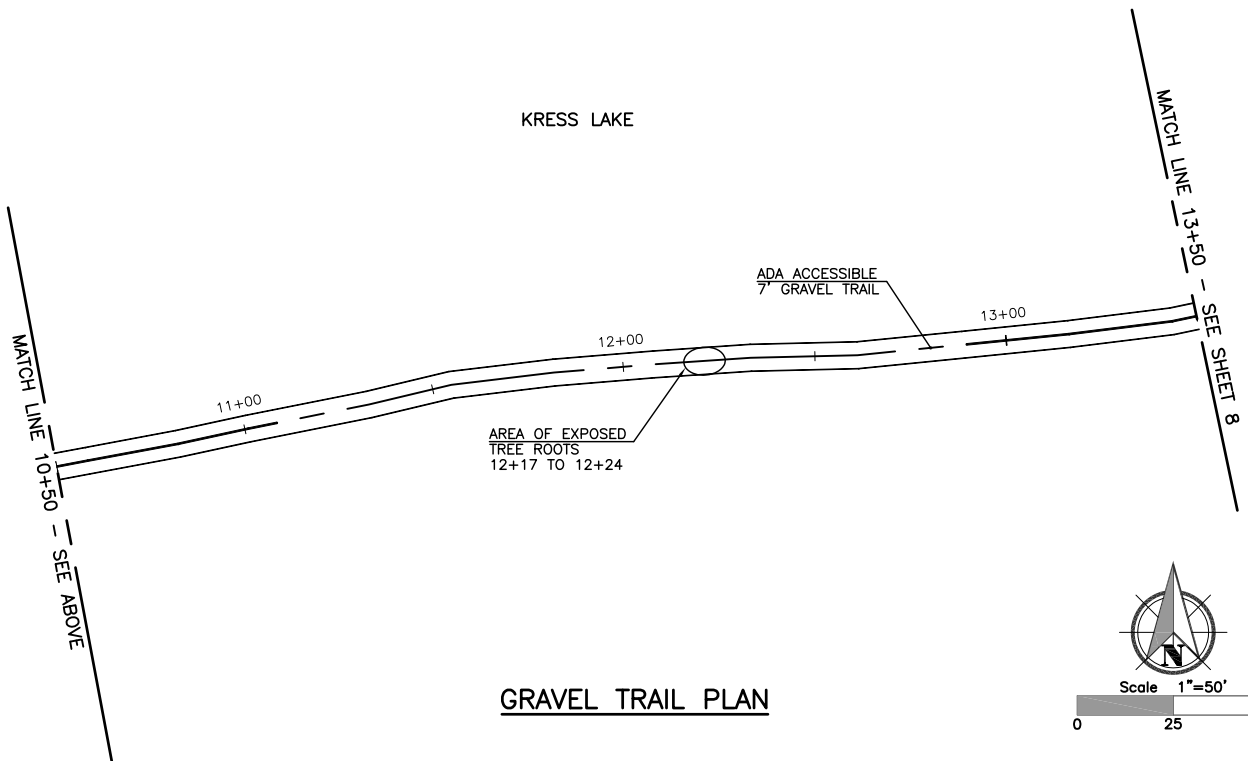 KRESS LAKE
MATCH LINE 13+50 - SEE SHEET 8
ADA ACCESSIBLE
7' GRAVEL TRAIL
13+00
12+00
11+00
MATCH LINE 10+50 - SEE ABOVE
AREA OF EXPOSED
TREE ROOTS
12+17 TO 12+24
N
GRAVEL TRAIL PLAN
Scale 1"=50'
0 25